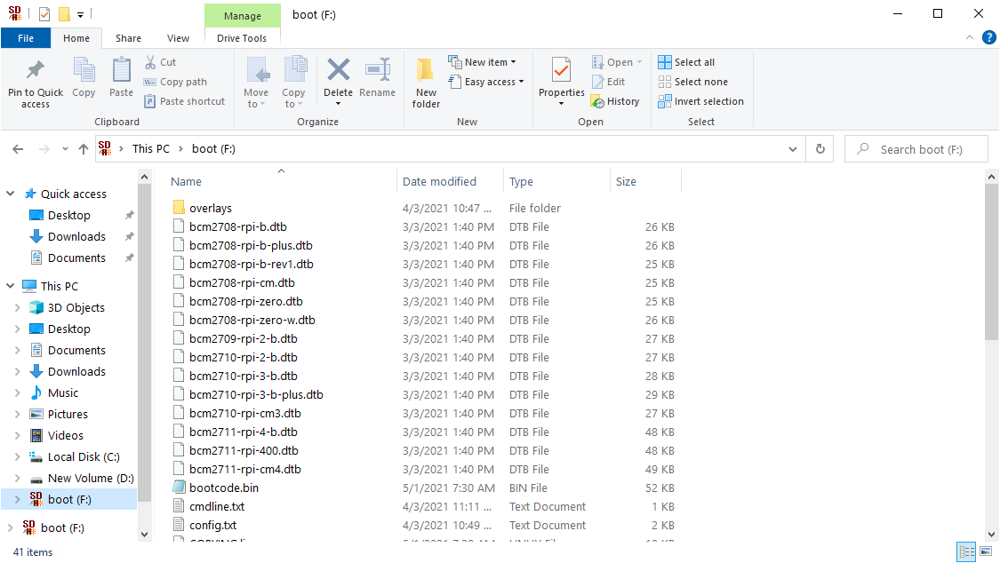 SD
Manage
boot (F:)
File
Home
Share
View
Drive Tools
?
Pin to Quick access
Copy
Paste
Cut
Copy path
Paste shortcut
Clipboard
Move to
Copy to
Delete
Rename
Organize
New folder
New item
Easy access
New
Properties
Open
Edit
History
Open
Select all
Select none
Invert selection
Select
SD
This PC
boot (F:)
Search boot (F:)
Quick access
Desktop
Downloads
Documents
This PC
3D Objects
Desktop
Documents
Downloads
Music
Pictures
Videos
Local Disk (C:)
New Volume (D:)
SD boot (F:)
SD boot (F:)
Name Date modified Type Size
overlays 4/3/2021 10:47 ... File folder
bcm2708-rpi-b.dtb 3/3/2021 1:40 PM DTB File 26 KB
bcm2708-rpi-b-plus.dtb 3/3/2021 1:40 PM DTB File 26 KB
bcm2708-rpi-b-rev1.dtb 3/3/2021 1:40 PM DTB File 25 KB
bcm2708-rpi-cm.dtb 3/3/2021 1:40 PM DTB File 25 KB
bcm2708-rpi-zero.dtb 3/3/2021 1:40 PM DTB File 25 KB
bcm2708-rpi-zero-w.dtb 3/3/2021 1:40 PM DTB File 26 KB
bcm2709-rpi-2-b.dtb 3/3/2021 1:40 PM DTB File 27 KB
bcm2710-rpi-2-b.dtb 3/3/2021 1:40 PM DTB File 27 KB
bcm2710-rpi-3-b.dtb 3/3/2021 1:40 PM DTB File 28 KB
bcm2710-rpi-3-b-plus.dtb 3/3/2021 1:40 PM DTB File 29 KB
bcm2710-rpi-cm3.dtb 3/3/2021 1:40 PM DTB File 27 KB
bcm2711-rpi-4-b.dtb 3/3/2021 1:40 PM DTB File 48 KB
bcm2711-rpi-400.dtb 3/3/2021 1:40 PM DTB File 48 KB
bcm2711-rpi-cm4.dtb 3/3/2021 1:40 PM DTB File 49 KB
bootcode.bin 5/1/2021 7:30 AM BIN File 52 KB
cmdline.txt 4/3/2021 11:11 ... Text Document 1 KB
config.txt 4/3/2021 10:49 ... Text Document 2 KB
41 items